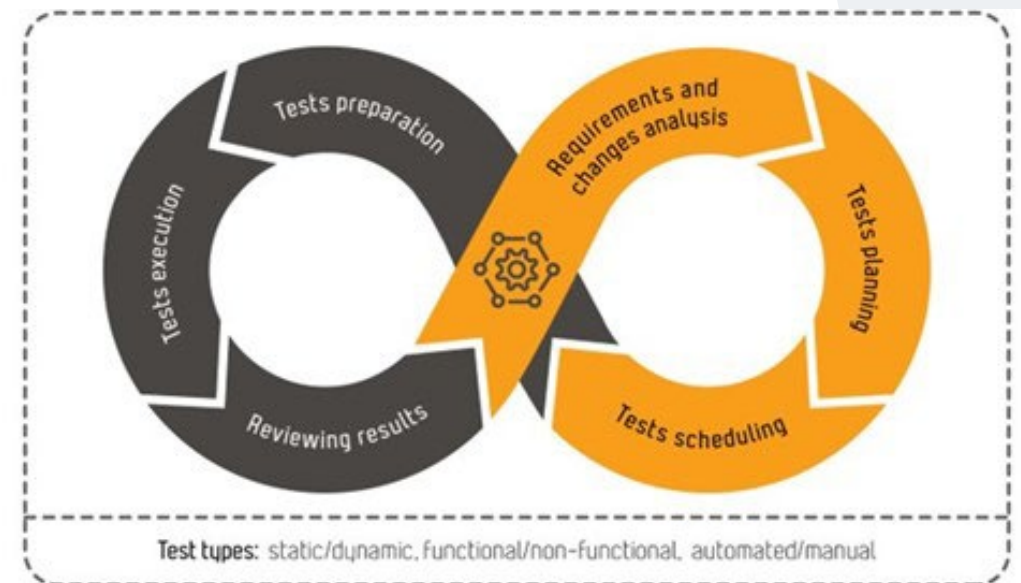 Tests preparation
Requirements and
changes analysis
Tests execution
Tests planning
Reviewing results
Tests scheduling
Test types: static/dynamic, functional/non-functional, automated/manual